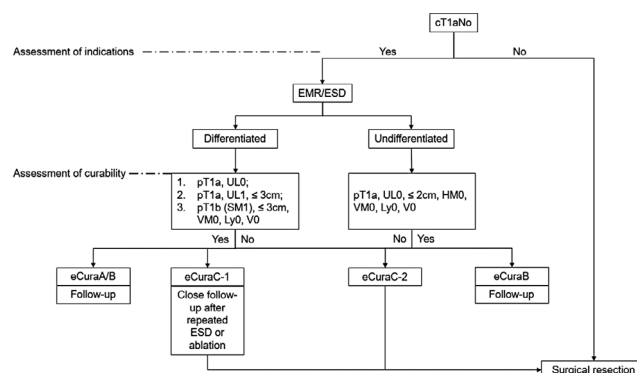 cT1aNo
Assessment of indications
Yes
No
EMR/ESD
Differentiated
Undifferentiated
Assessment of curability
1. pT1a, UL0;
2. pT1a, UL1, ≤ 3cm;
3. pT1b (SM1), ≤ 3cm,
VM0, Ly0, V0
pT1a, UL0, ≤ 2cm, HM0,
VM0, Ly0, V0
Yes
No
No
Yes
eCuraA/B
Follow-up
eCuraC-1
Close follow-
up after
repeated
ESD or
ablation
eCuraC-2
eCuraB
Follow-up
Surgical resection